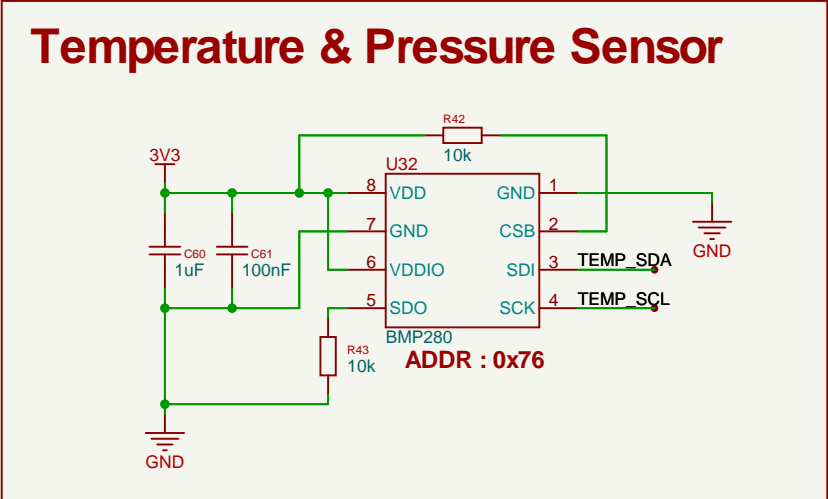 Temperature & Pressure Sensor
R42
10k
3V3
U32
8 VDD GND 1
7 GND CSB 2
6 VDDIO SDI 3 TEMP_SDA
5 SDO SCK 4 TEMP_SCL
C60
1uF
C61
100nF
GND
BMP280
ADDR : 0x76
R43
10k
GND